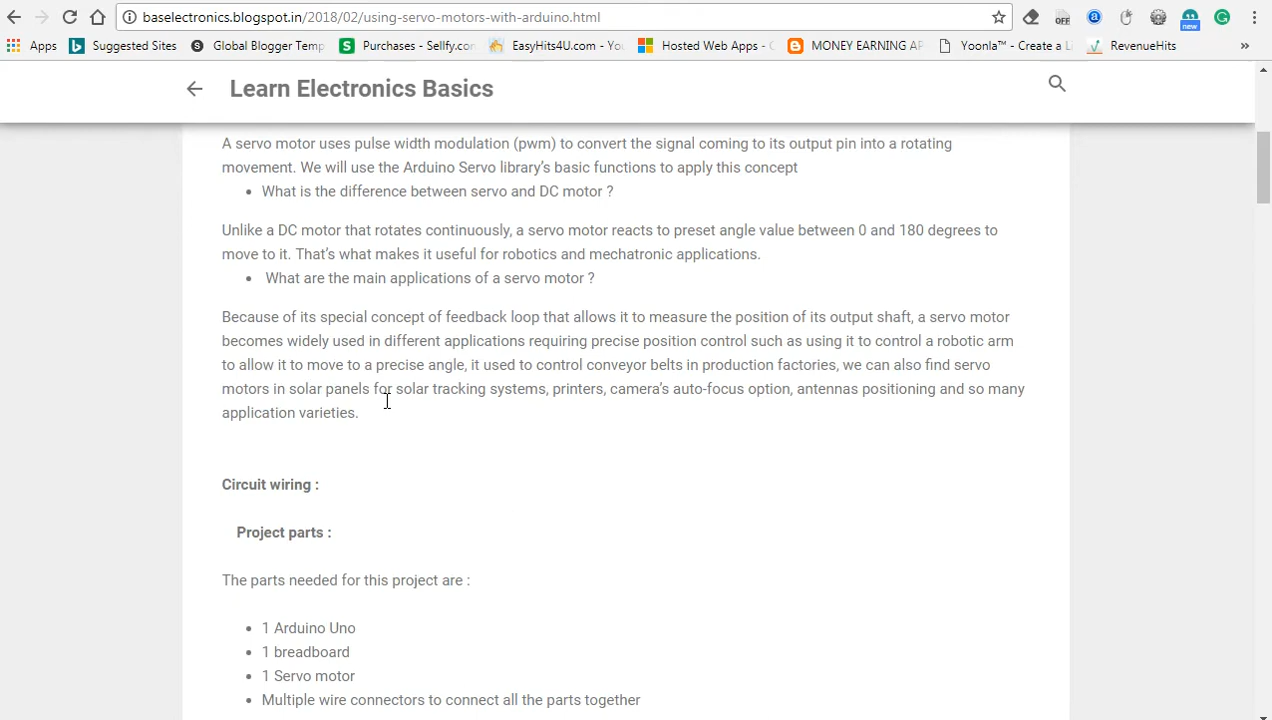 baselectronics.blogspot.in/2018/02/using-servo-motors-with-arduino.html
OFF
a
new
G
Apps
Suggested Sites
Global Blogger Temp
Purchases - Sellfy.co
EasyHits4U.com - Yo
Hosted Web Apps - C
MONEY EARNING AP
Yoonla™ - Create a Li
RevenueHits
»
Learn Electronics Basics
A servo motor uses pulse width modulation (pwm) to convert the signal coming to its output pin into a rotating
movement. We will use the Arduino Servo library's basic functions to apply this concept
• What is the difference between servo and DC motor ?
Unlike a DC motor that rotates continuously, a servo motor reacts to preset angle value between 0 and 180 degrees to
move to it. That's what makes it useful for robotics and mechatronic applications.
• What are the main applications of a servo motor ?
Because of its special concept of feedback loop that allows it to measure the position of its output shaft, a servo motor
becomes widely used in different applications requiring precise position control such as using it to control a robotic arm
to allow it to move to a precise angle, it used to control conveyor belts in production factories, we can also find servo
motors in solar panels for solar tracking systems, printers, camera's auto-focus option, antennas positioning and so many
application varieties.
Circuit wiring :
Project parts :
The parts needed for this project are :
• 1 Arduino Uno
• 1 breadboard
• 1 Servo motor
• Multiple wire connectors to connect all the parts together